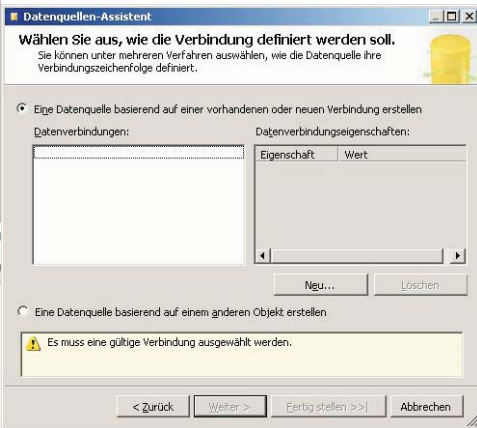 Datenquellen-Assistent
Wählen Sie aus, wie die Verbindung definiert werden soll.
Sie können unter mehreren Verfahren auswählen, wie die Datenquelle ihre
Verbindungszeichenfolge definiert.
Eine Datenquelle basierend auf einer vorhandenen oder neuen Verbindung erstellen
Datenverbindungen:
Datenverbindungseigenschaften:
Eigenschaft Wert
Neu... Löschen
Eine Datenquelle basierend auf einem anderen Objekt erstellen
Es muss eine gültige Verbindung ausgewählt werden.
< Zurück Weiter > Fertig stellen >>| Abbrechen